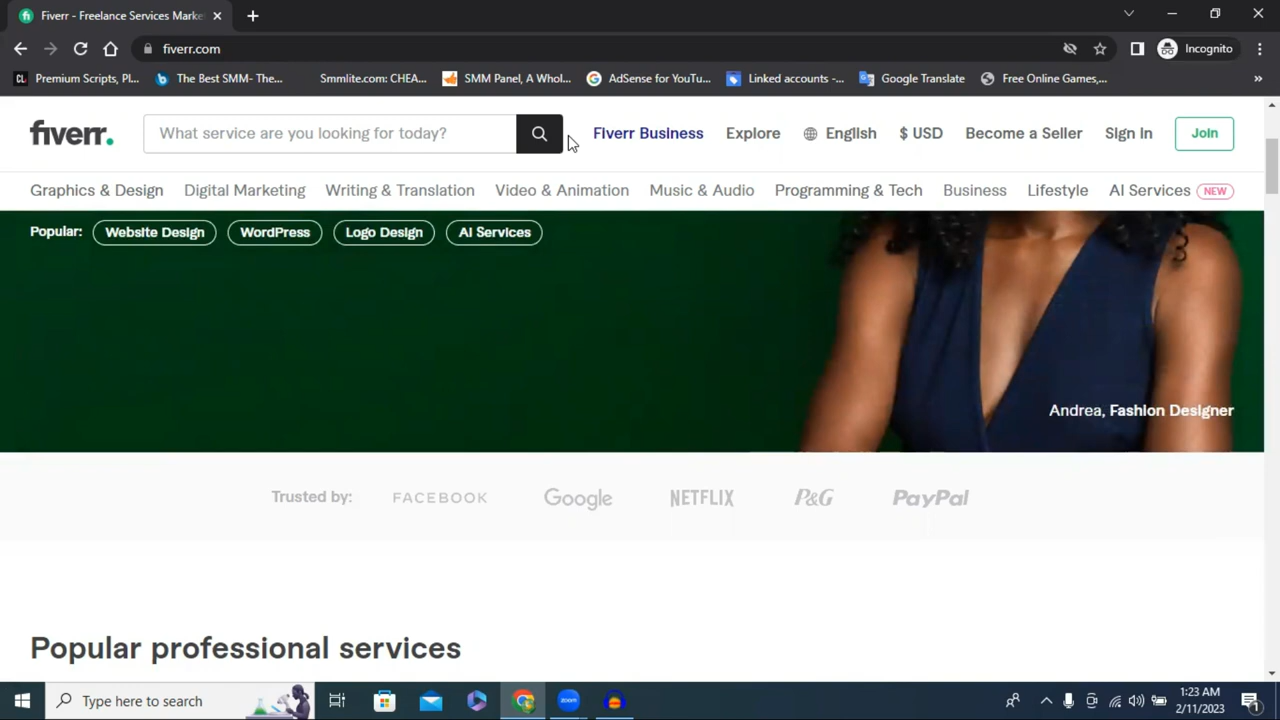 Fiverr - Freelance Services Marke
fiverr.com
Incognito
Premium Scripts, Pl...
The Best SMM- The...
Smmlite.com: CHEA...
SMM Panel, A Whol...
AdSense for YouTu...
Linked accounts -...
Google Translate
Free Online Games,...
»
fiverr.
What service are you looking for today?
Fiverr Business
Explore
English
$ USD
Become a Seller
Sign In
Join
Graphics & Design
Digital Marketing
Writing & Translation
Video & Animation
Music & Audio
Programming & Tech
Business
Lifestyle
AI Services NEW
Popular:
Website Design
WordPress
Logo Design
AI Services
Andrea, Fashion Designer
Trusted by:
FACEBOOK
Google
NETFLIX
P&G
PayPal
Popular professional services
Type here to search
zoom
1:23 AM
2/11/2023
1